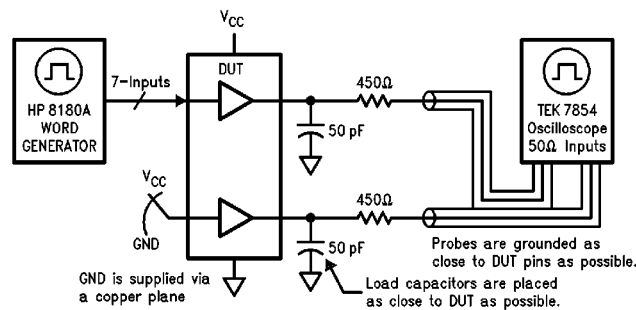 V_CC
HP 8180A
WORD
GENERATOR
7-Inputs
DUT
450Ω
50 pF
TEK 7854
Oscilloscope
50Ω Inputs
V_CC
GND
450Ω
50 pF
Probes are grounded as
close to DUT pins as possible.
GND is supplied via
a copper plane
Load capacitors are placed
as close to DUT as possible.